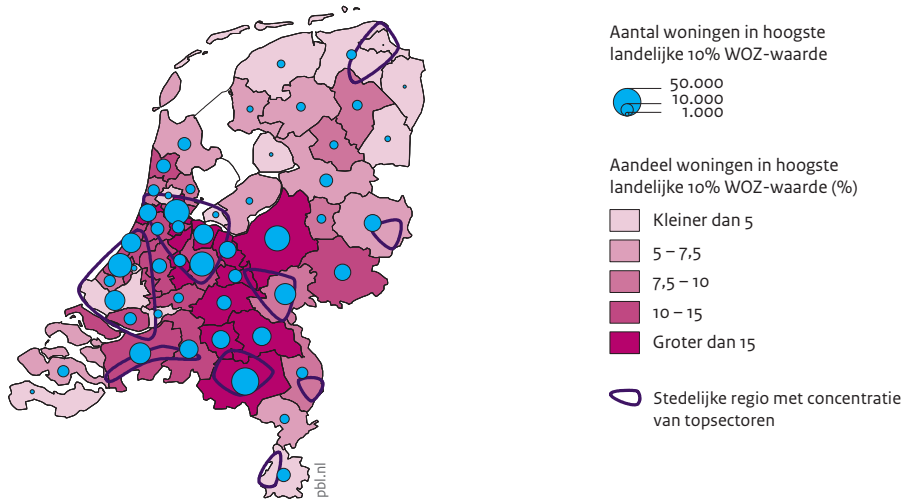 Aantal woningen in hoogste
landelijke 10% WOZ-waarde
50.000
10.000
1.000
Aandeel woningen in hoogste
landelijke 10% WOZ-waarde (%)
Kleiner dan 5
5 – 7,5
7,5 – 10
10 – 15
Groter dan 15
Stedelijke regio met concentratie
van topsectoren
pbl.nl